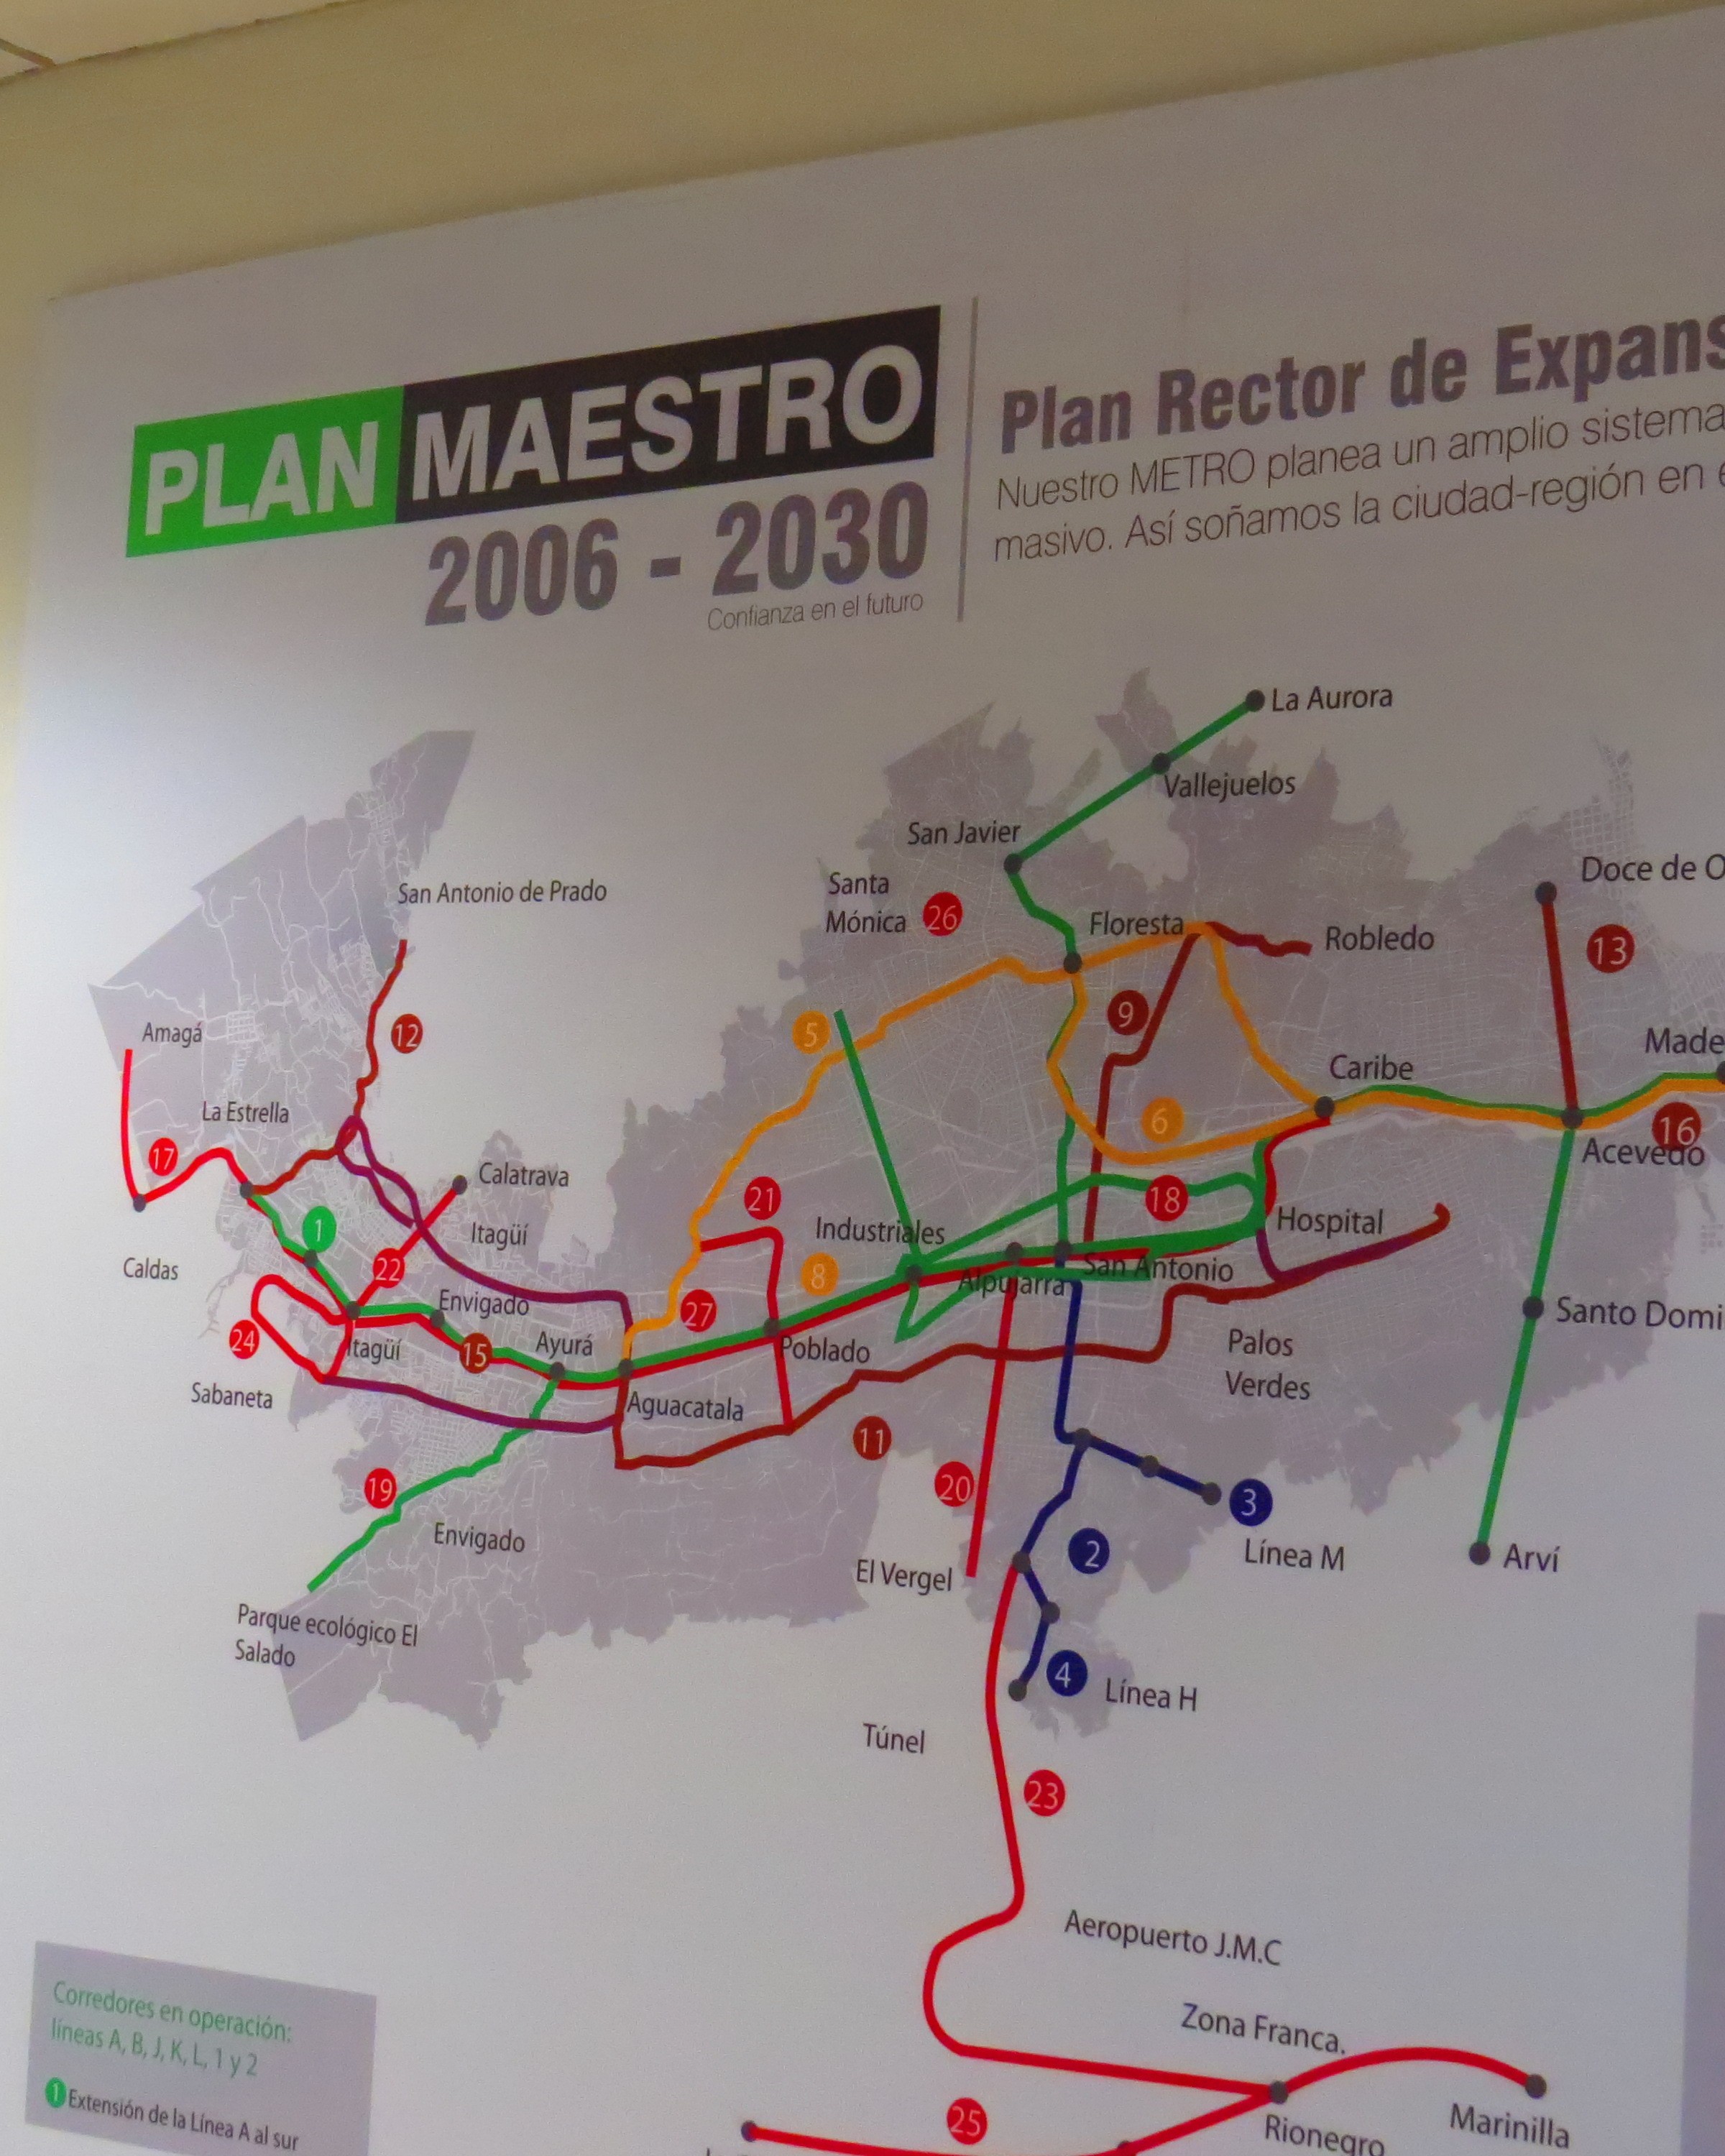 PLAN MAESTRO
2006 - 2030
Confianza en el futuro
Plan Rector de Expans
Nuestro METRO planea un amplio sistema
masivo. Así soñamos la ciudad-región en e
La Aurora
Vallejuelos
San Javier
Santa
Mónica
26
Floresta
Robledo
Doce de O
13
San Antonio de Prado
12
Amagá
La Estrella
17
Caldas
1
Calatrava
Itagüí
22
Envigado
24
Itagüí
15
Ayurá
Sabaneta
5
9
6
Caribe
Made
16
Acevedo
21
Industriales
18
Hospital
8
Alpujarra
San Antonio
27
Poblado
Aguacatala
Palos
Verdes
Santo Domi
11
19
20
3
Envigado
2
Línea M
Arví
El Vergel
Parque ecológico El
Salado
4
Línea H
Túnel
23
Aeropuerto J.M.C
Zona Franca.
25
Rionegro
Marinilla
Corredores en operación:
líneas A, B, J, K, L, 1 y 2
1 Extensión de la Línea A al sur